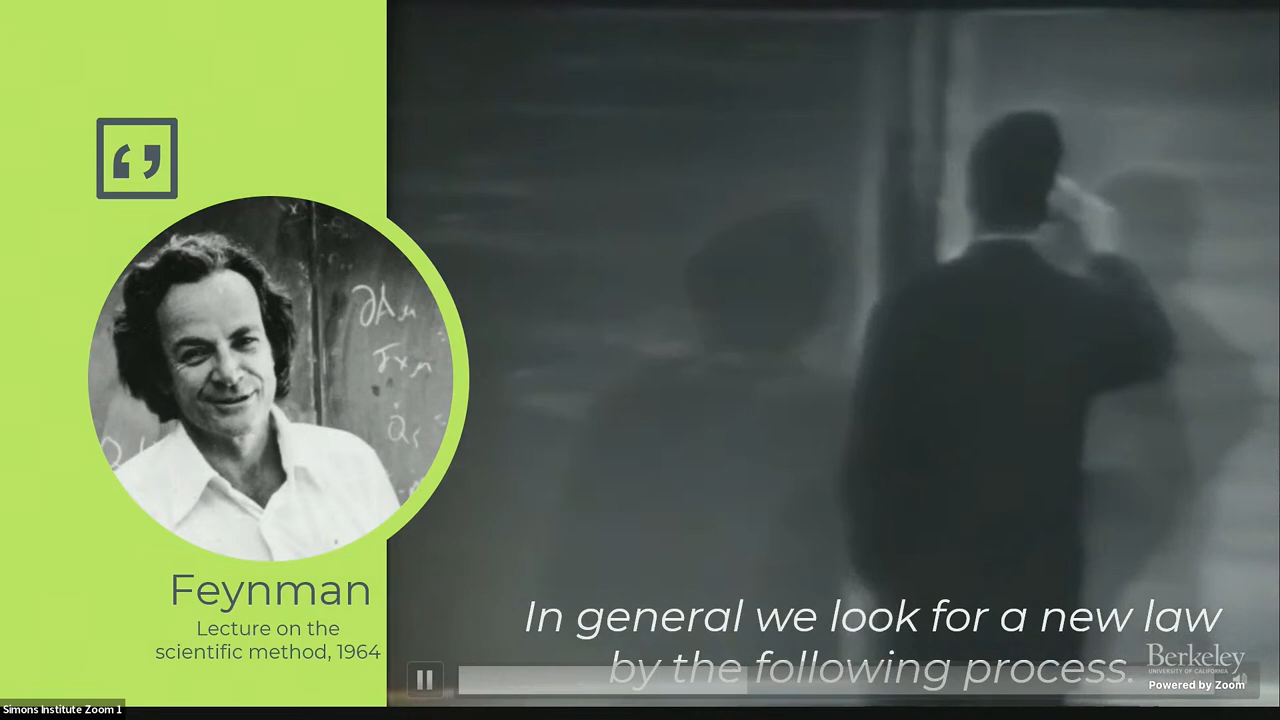 Feynman
Lecture on the
scientific method, 1964
In general we look for a new law
by the following process.
Berkeley
UNIVERSITY OF CALIFORNIA
Powered by Zoom
Simons Institute Zoom 1